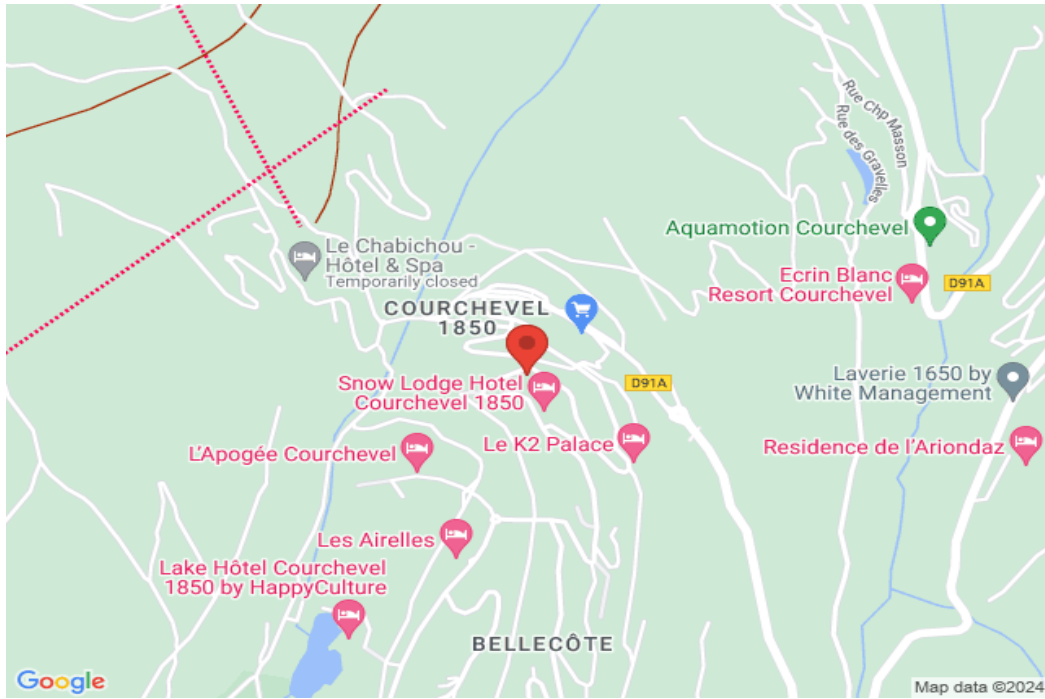 Rue Chp Masson
Rue des Gravelles
Aquamotion Courchevel
Le Chabichou -
Hôtel & Spa
Temporarily closed
Ecrin Blanc
Resort Courchevel
D91A
COURCHEVEL
1850
Snow Lodge Hotel
Courchevel 1850
D91A
Laverie 1650 by
White Management
L'Apogée Courchevel
Le K2 Palace
Residence de l'Ariondaz
Les Airelles
Lake Hôtel Courchevel
1850 by HappyCulture
BELLECÔTE
Google
Map data ©2024